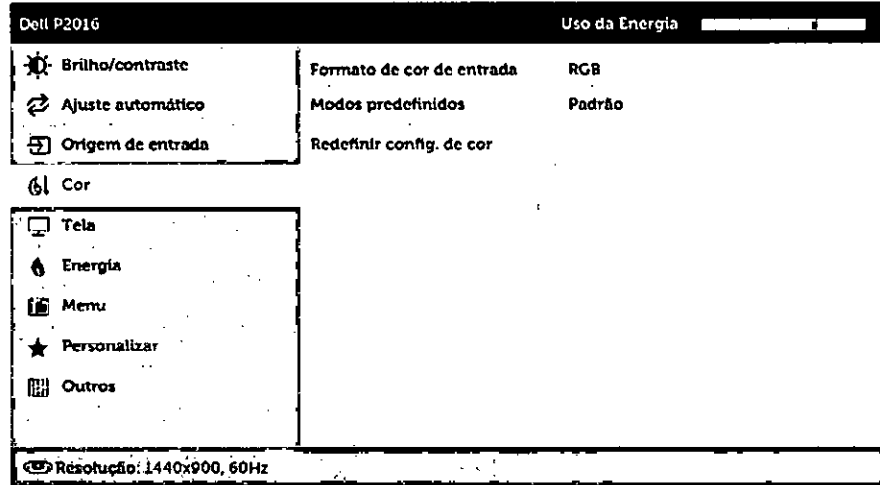 Dell P2016 Uso da Energia
Brilho/contraste
Formato de cor de entrada RGB
Ajuste automático
Modos predefinidos Padrão
Origem de entrada
Redefinir config. de cor
Cor
Tela
Energia
Menu
Personalizar
Outros
Resolução: 1440x900, 60Hz